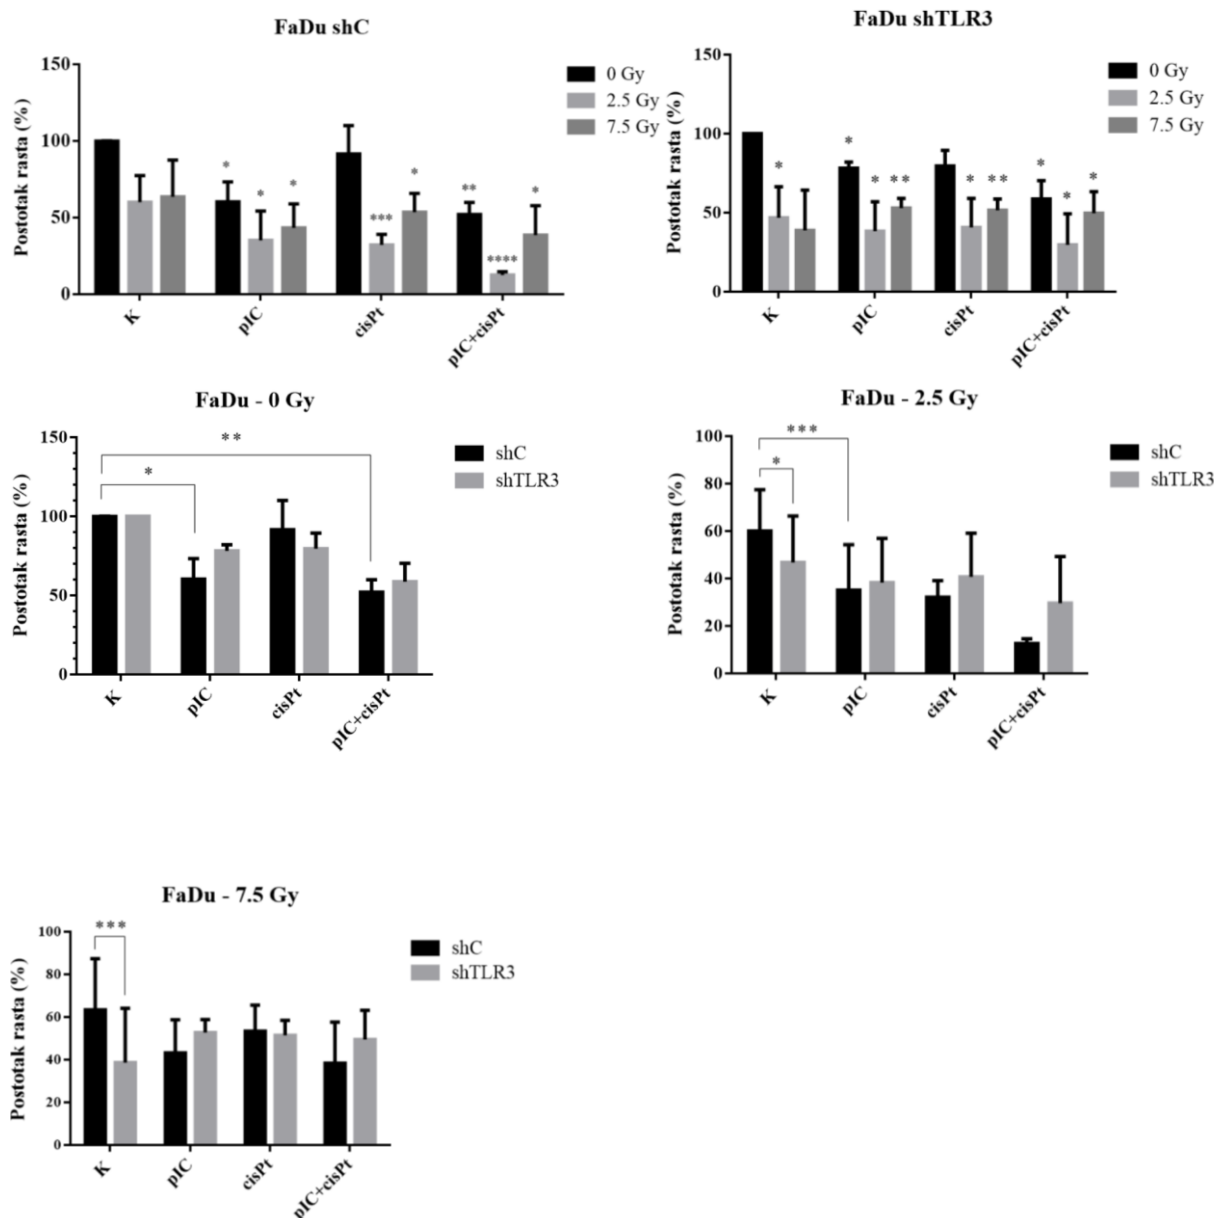 FaDu shC
Postotak rasta (%)
150
100
50
0
* * *
*** *
** **** *
K pIC cisPt pIC+cisPt
0 Gy
2.5 Gy
7.5 Gy
FaDu shTLR3
Postotak rasta (%)
150
100
50
0
*
* * **
* **
* * *
K pIC cisPt pIC+cisPt
0 Gy
2.5 Gy
7.5 Gy
FaDu - 0 Gy
Postotak rasta (%)
150
100
50
0
**
*
K pIC cisPt pIC+cisPt
shC
shTLR3
FaDu - 2.5 Gy
Postotak rasta (%)
100
80
60
40
20
0
***
*
K pIC cisPt pIC+cisPt
shC
shTLR3
FaDu - 7.5 Gy
Postotak rasta (%)
100
80
60
40
20
0
***
K pIC cisPt pIC+cisPt
shC
shTLR3